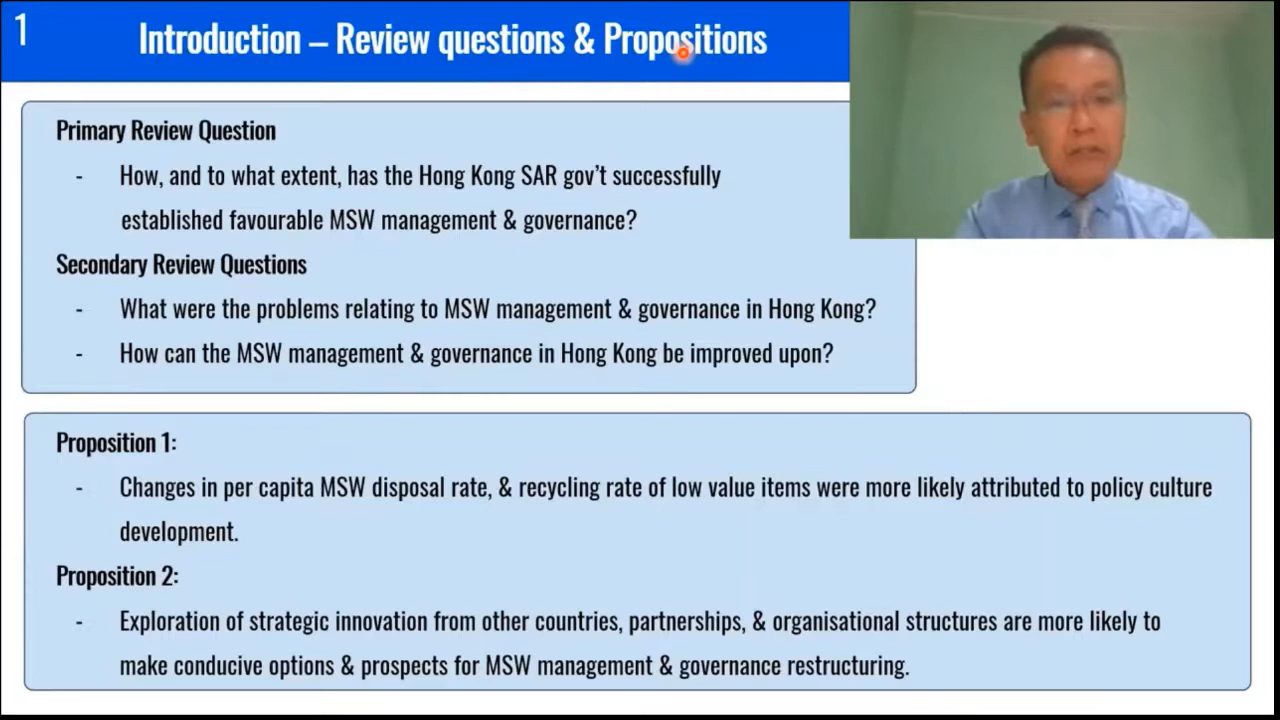 1
Introduction – Review questions & Propositions
Primary Review Question
- How, and to what extent, has the Hong Kong SAR gov't successfully
established favourable MSW management & governance?
Secondary Review Questions
- What were the problems relating to MSW management & governance in Hong Kong?
- How can the MSW management & governance in Hong Kong be improved upon?
Proposition 1:
- Changes in per capita MSW disposal rate, & recycling rate of low value items were more likely attributed to policy culture
development.
Proposition 2:
- Exploration of strategic innovation from other countries, partnerships, & organisational structures are more likely to
make conducive options & prospects for MSW management & governance restructuring.